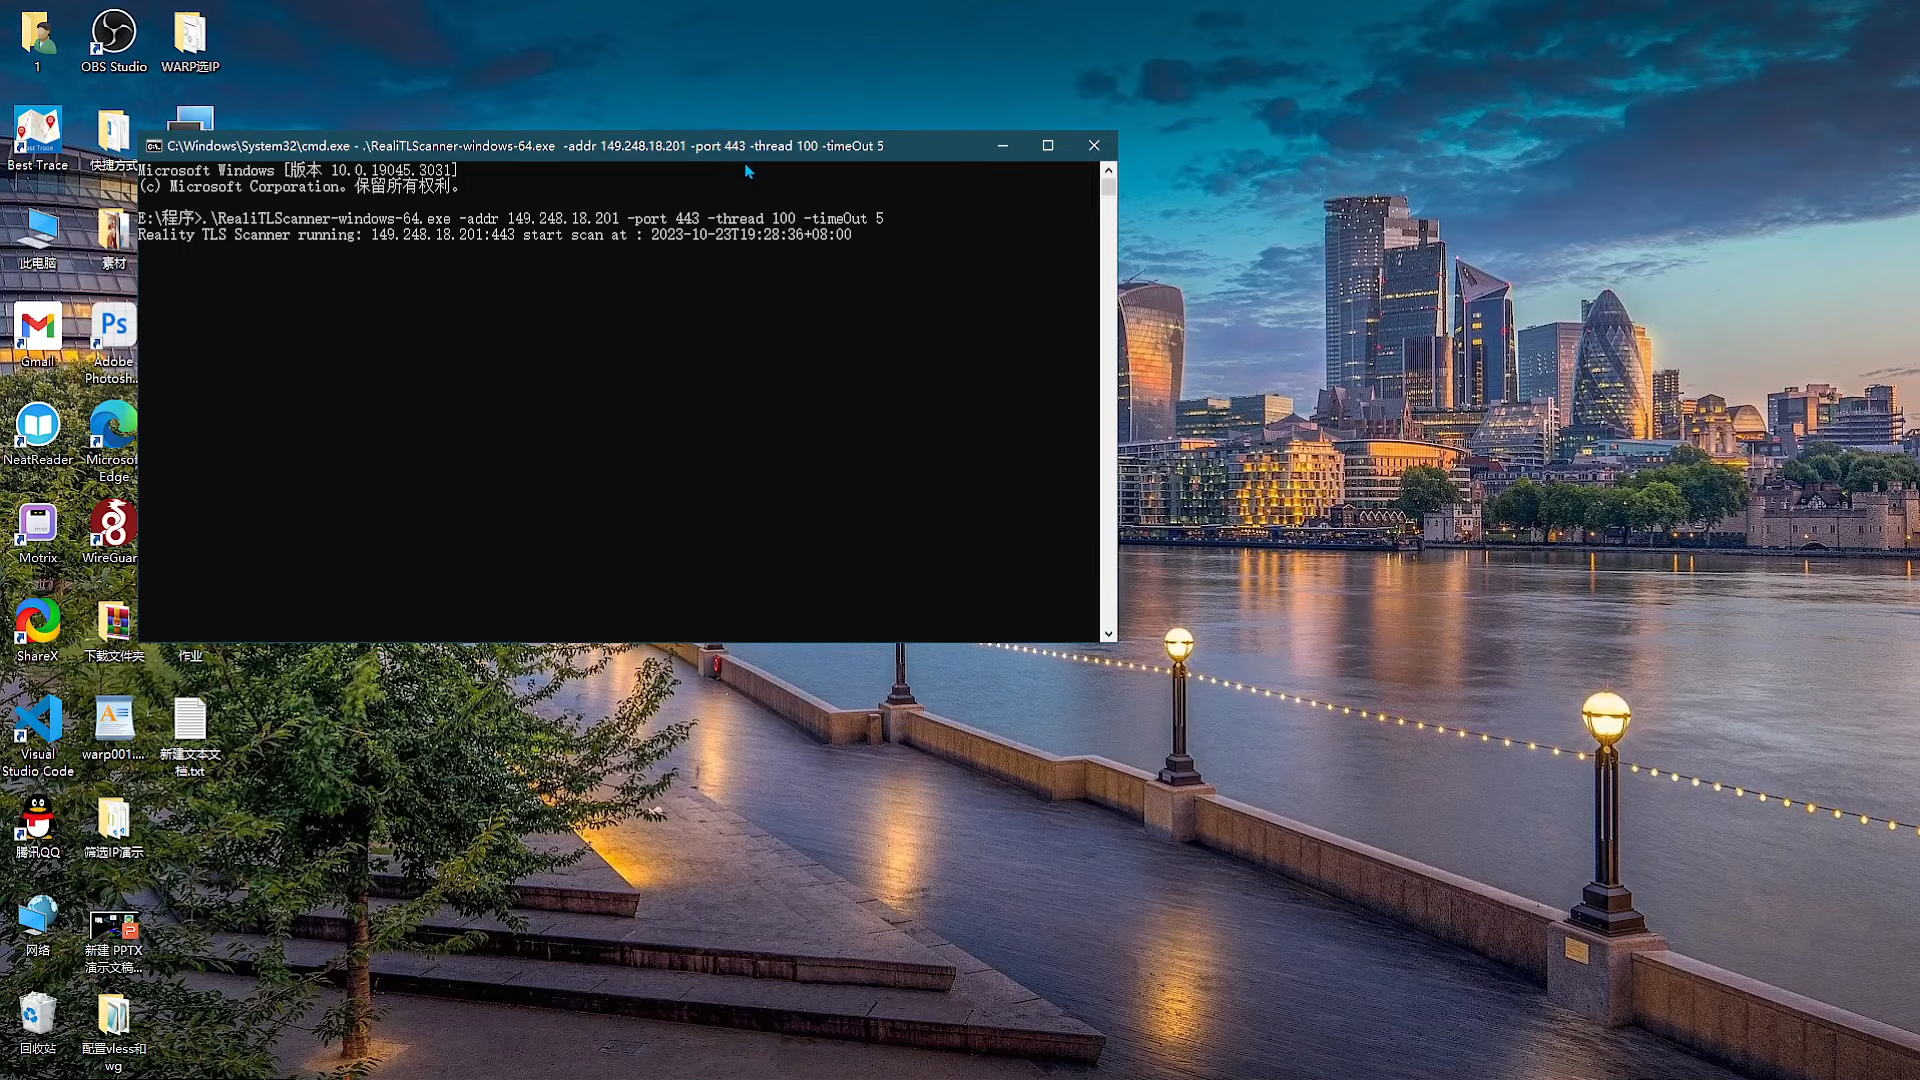 1
OBS Studio
WARP选IP
Best Trace
快捷方式
C:\Windows\System32\cmd.exe - .\RealiTLScanner-windows-64.exe -addr 149.248.18.201 -port 443 -thread 100 -timeOut 5
Microsoft Windows [版本 10.0.19045.3031]
(c) Microsoft Corporation。保留所有权利。
E:\程序>.\RealiTLScanner-windows-64.exe -addr 149.248.18.201 -port 443 -thread 100 -timeOut 5
Reality TLS Scanner running: 149.248.18.201:443 start scan at : 2023-10-23T19:28:36+08:00
此电脑
素材
Gmail
Ps
Adobe
Photosh...
NeatReader
Microsof
Edge
Motrix
WireGuar
ShareX
下载文件夹
作业
Visual
Studio Code
warp001....
新建文本文
档.txt
腾讯QQ
筛选IP演示
网络
新建 PPTX
演示文稿...
回收站
配置vless和
wg